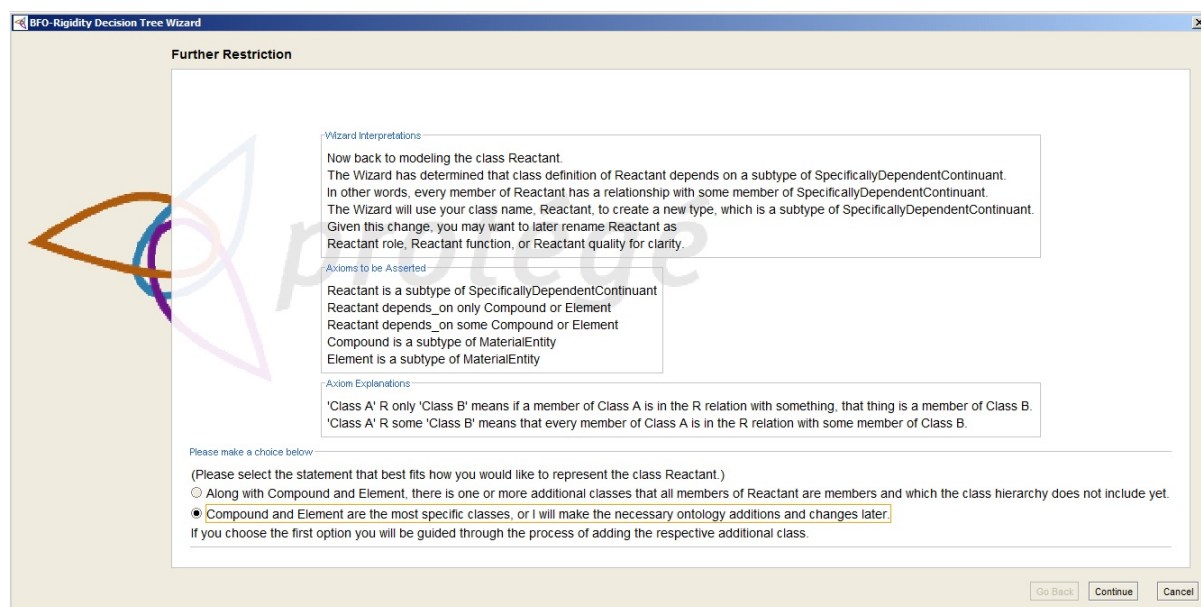 BFO-Rigidity Decision Tree Wizard
Further Restriction
Wizard Interpretations
Now back to modeling the class Reactant.
The Wizard has determined that class definition of Reactant depends on a subtype of SpecificallyDependentContinuant.
In other words, every member of Reactant has a relationship with some member of SpecificallyDependentContinuant.
The Wizard will use your class name, Reactant, to create a new type, which is a subtype of SpecificallyDependentContinuant.
Given this change, you may want to later rename Reactant as
Reactant role, Reactant function, or Reactant quality for clarity.
protégé
Axioms to be Asserted
Reactant is a subtype of SpecificallyDependentContinuant
Reactant depends_on only Compound or Element
Reactant depends_on some Compound or Element
Compound is a subtype of MaterialEntity
Element is a subtype of MaterialEntity
Axiom Explanations
'Class A' R only 'Class B' means if a member of Class A is in the R relation with something, that thing is a member of Class B.
'Class A' R some 'Class B' means that every member of Class A is in the R relation with some member of Class B.
Please make a choice below
(Please select the statement that best fits how you would like to represent the class Reactant.)
Along with Compound and Element, there is one or more additional classes that all members of Reactant are members and which the class hierarchy does not include yet.
Compound and Element are the most specific classes, or I will make the necessary ontology additions and changes later.
If you choose the first option you will be guided through the process of adding the respective additional class.
Go Back Continue Cancel